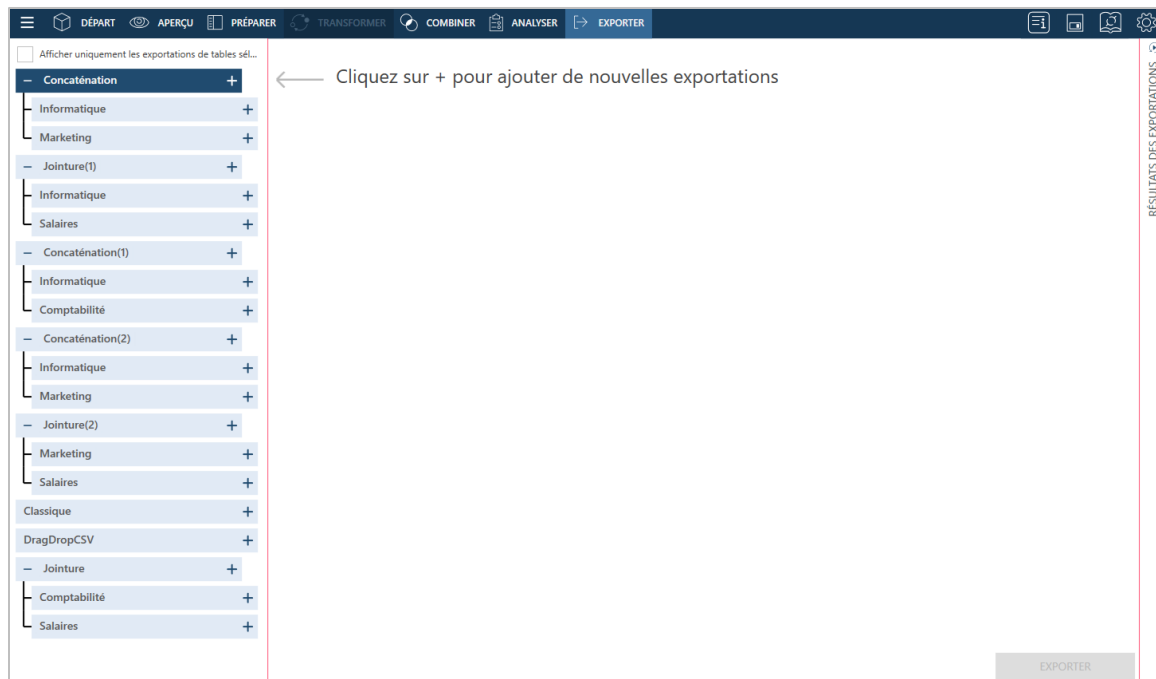 DÉPART APERÇU PRÉPARER TRANSFORMER COMBINER ANALYSER EXPORTER
Afficher uniquement les exportations de tables sél...
– Concaténation +
Informatique +
Marketing +
– Jointure(1) +
Informatique +
Salaires +
– Concaténation(1) +
Informatique +
Comptabilité +
– Concaténation(2) +
Informatique +
Marketing +
– Jointure(2) +
Marketing +
Salaires +
Classique +
DragDropCSV +
– Jointure +
Comptabilité +
Salaires +
Cliquez sur + pour ajouter de nouvelles exportations
EXPORTER
RÉSULTATS DES EXPORTATIONS